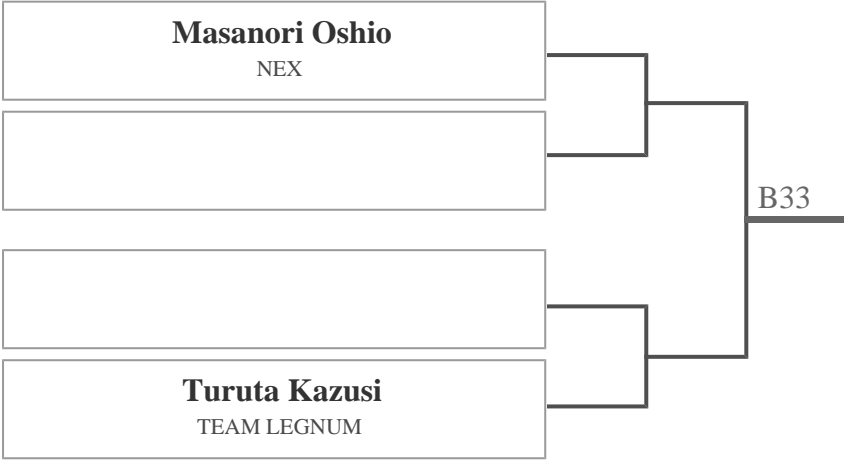 Masanori Oshio
NEX
B33
Turuta Kazusi
TEAM LEGNUM